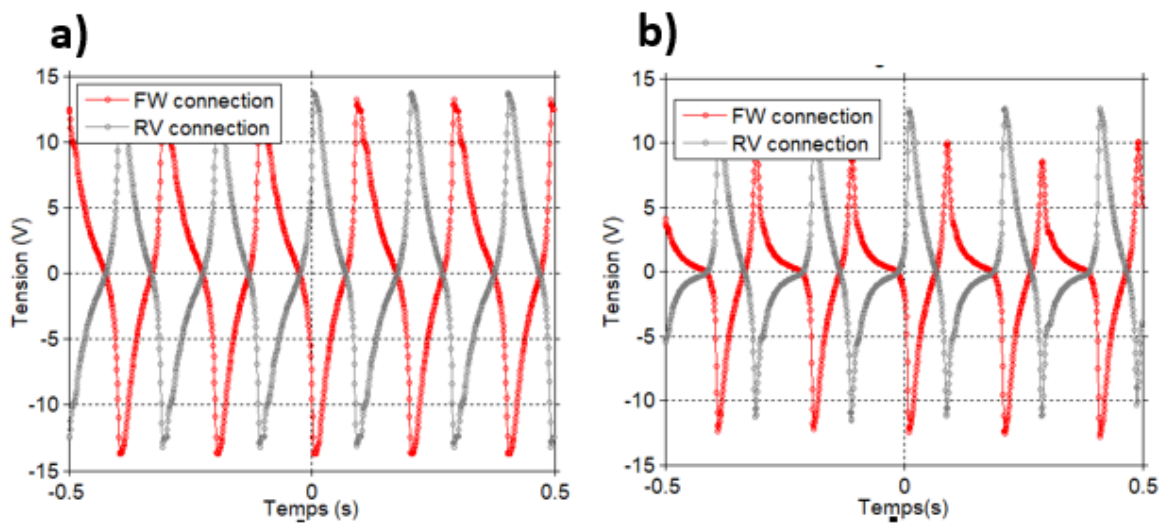 a)
15
10
5
0
-5
-10
-15
Tension (V)
FW connection
RV connection
-0.5
0
0.5
Temps (s)
b)
15
10
5
0
-5
-10
-15
Tension (V)
FW connection
RV connection
-0.5
0
0.5
Temps(s)